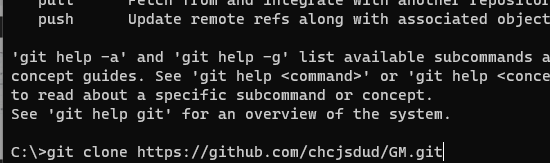 pull      Fetch from and integrate with another repositor
push      Update remote refs along with associated object
'git help -a' and 'git help -g' list available subcommands a
concept guides. See 'git help <command>' or 'git help <conce
to read about a specific subcommand or concept.
See 'git help git' for an overview of the system.
C:\>git clone https://github.com/chcjsdud/GM.git